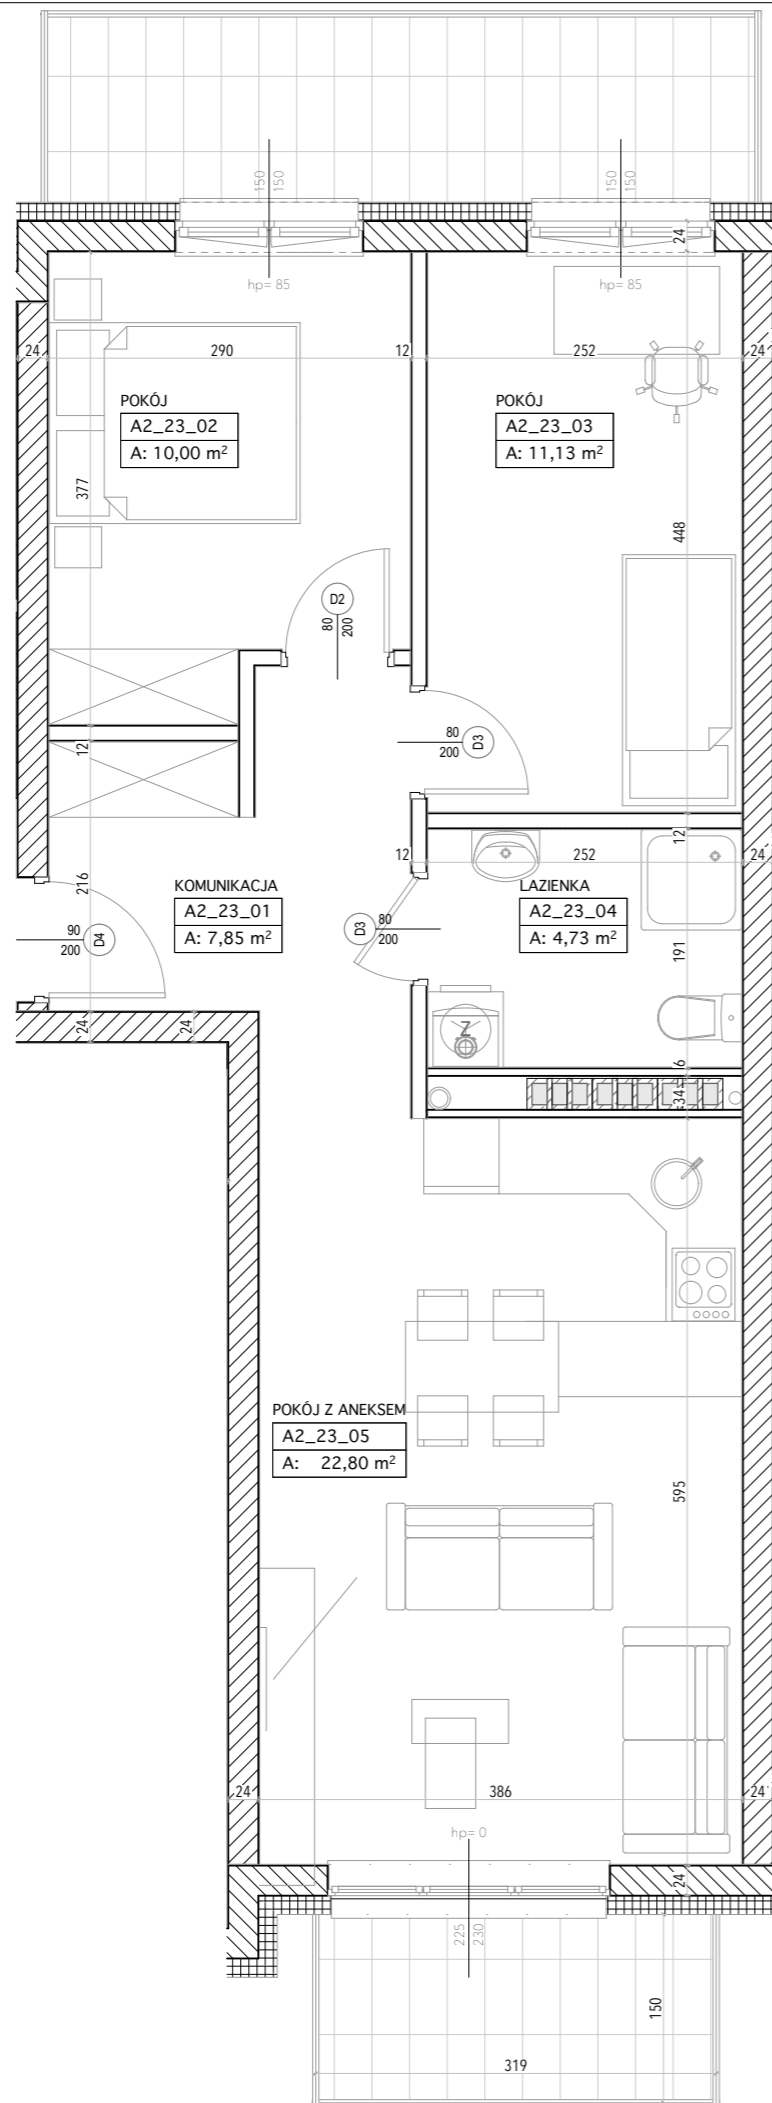 150
150
150
150
24
hp= 85
hp= 85
24
290
12
252
24
POKÓJ
A2_23_02
A: 10,00 m²
POKÓJ
A2_23_03
A: 11,13 m²
377
448
D2
80
200
80
200
D3
12
12
12
252
24
216
KOMUNIKACJA
A2_23_01
A: 7,85 m²
LAZIENKA
A2_23_04
A: 4,73 m²
90
200
D4
D3
80
200
191
24
24
Z
6
34
POKÓJ Z ANEKSEM
A2_23_05
A: 22,80 m²
595
24
386
24
hp= 0
24
225
230
150
319